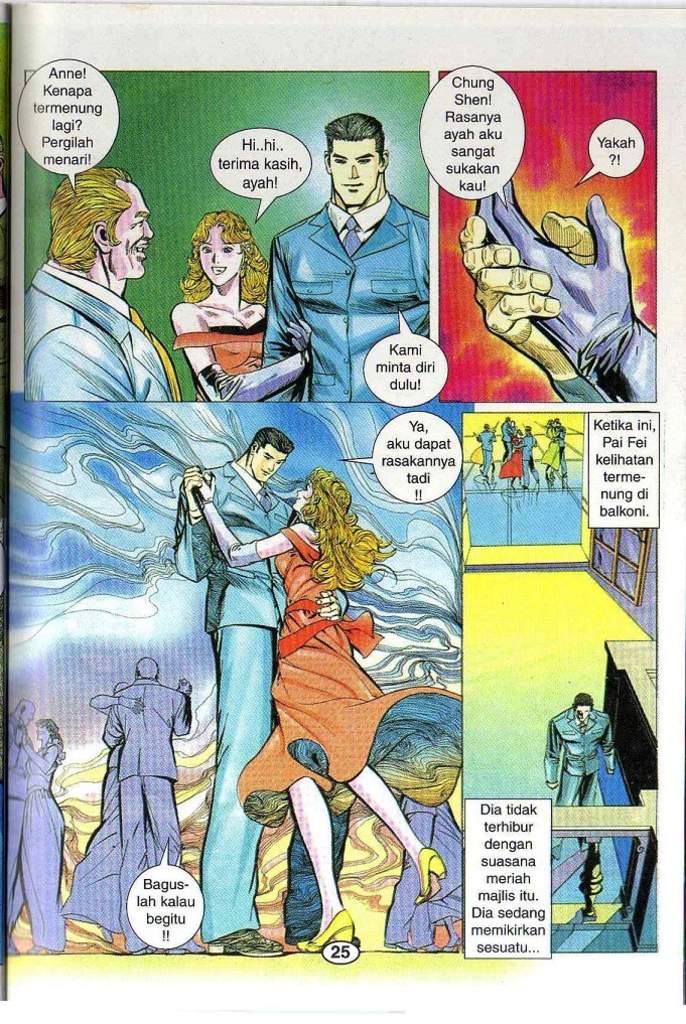 Anne!
Kenapa
termenung
lagi?
Pergilah
menari!
Hi..hi..
terima kasih,
ayah!
Kami
minta diri
dulu!
Chung
Shen!
Rasanya
ayah aku
sangat
sukakan
kau!
Yakah
?!
Ya,
aku dapat
rasakannya
tadi
!!
Bagus-
lah kalau
begitu
!!
Ketika ini,
Pai Fei
kelihatan
terme-
nung di
balkoni.
Dia tidak
terhibur
dengan
suasana
meriah
majlis itu.
Dia sedang
memikirkan
sesuatu...
25